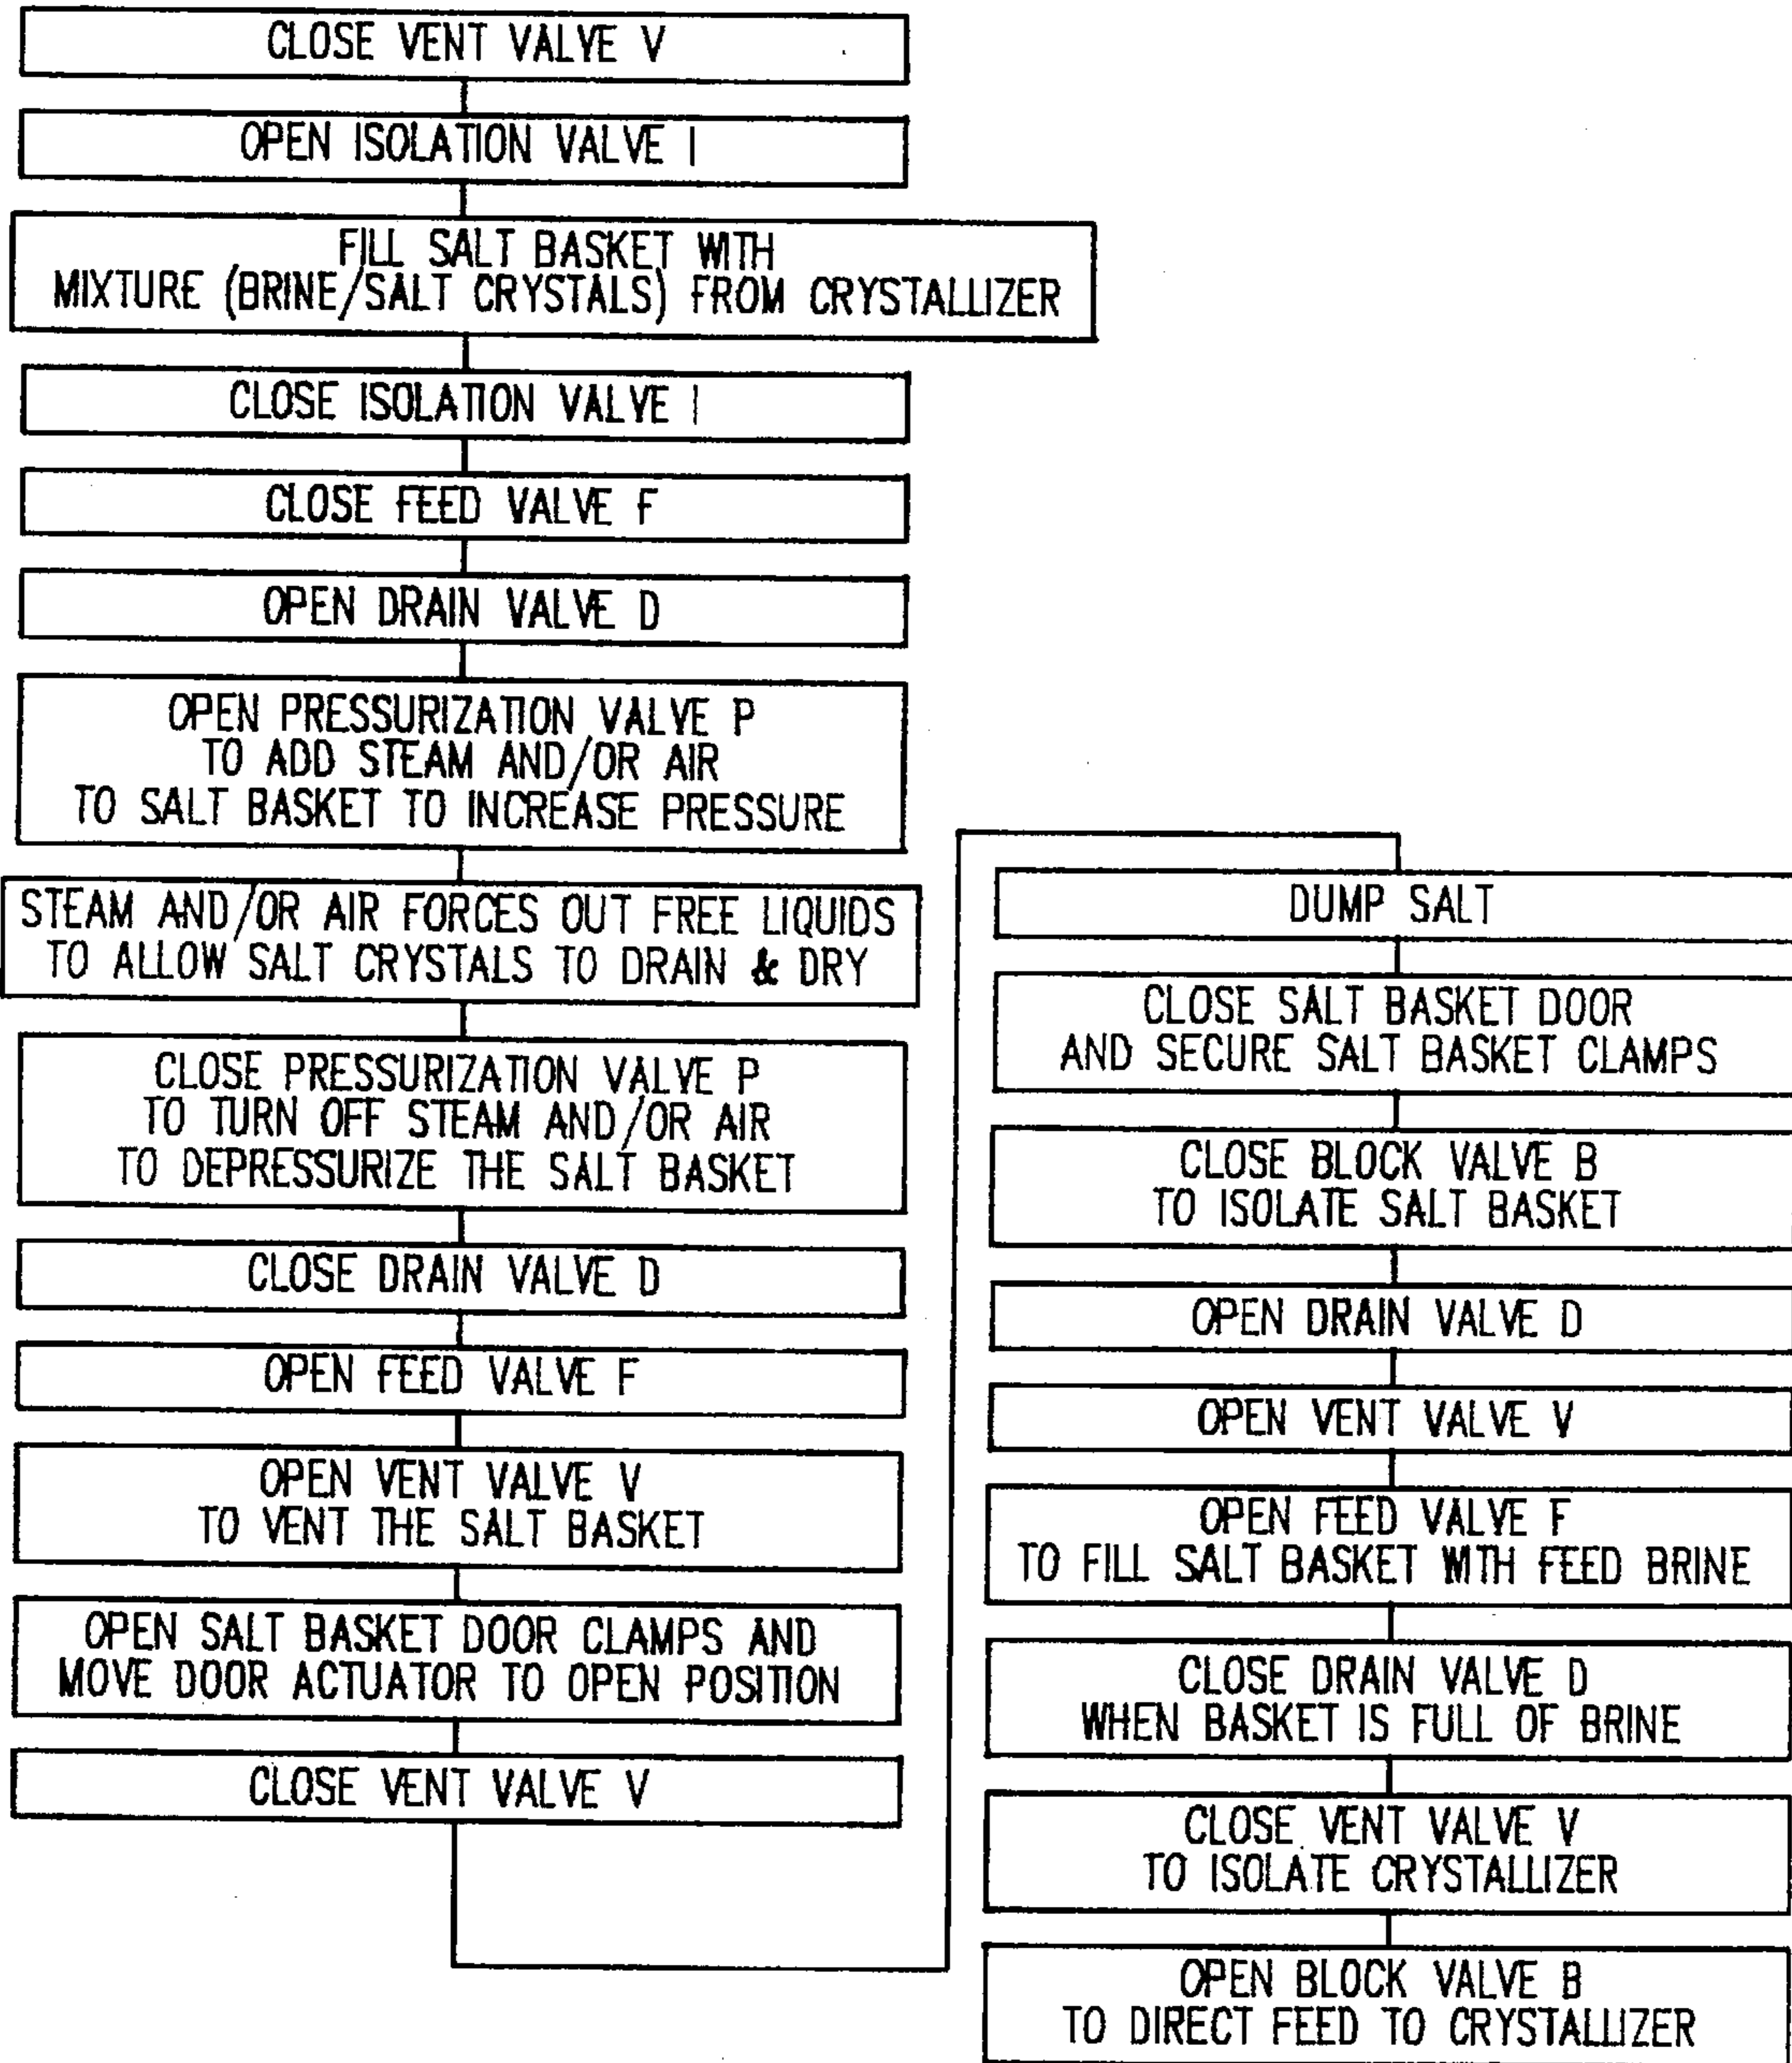 CLOSE VENT VALVE V
OPEN ISOLATION VALVE I
FILL SALT BASKET WITH
MIXTURE (BRINE/SALT CRYSTALS) FROM CRYSTALLIZER
CLOSE ISOLATION VALVE I
CLOSE FEED VALVE F
OPEN DRAIN VALVE D
OPEN PRESSURIZATION VALVE P
TO ADD STEAM AND/OR AIR
TO SALT BASKET TO INCREASE PRESSURE
STEAM AND/OR AIR FORCES OUT FREE LIQUIDS
TO ALLOW SALT CRYSTALS TO DRAIN & DRY
CLOSE PRESSURIZATION VALVE P
TO TURN OFF STEAM AND/OR AIR
TO DEPRESSURIZE THE SALT BASKET
CLOSE DRAIN VALVE D
OPEN FEED VALVE F
OPEN VENT VALVE V
TO VENT THE SALT BASKET
OPEN SALT BASKET DOOR CLAMPS AND
MOVE DOOR ACTUATOR TO OPEN POSITION
CLOSE VENT VALVE V
DUMP SALT
CLOSE SALT BASKET DOOR
AND SECURE SALT BASKET CLAMPS
CLOSE BLOCK VALVE B
TO ISOLATE SALT BASKET
OPEN DRAIN VALVE D
OPEN VENT VALVE V
OPEN FEED VALVE F
TO FILL SALT BASKET WITH FEED BRINE
CLOSE DRAIN VALVE D
WHEN BASKET IS FULL OF BRINE
CLOSE VENT VALVE V
TO ISOLATE CRYSTALLIZER
OPEN BLOCK VALVE B
TO DIRECT FEED TO CRYSTALLIZER